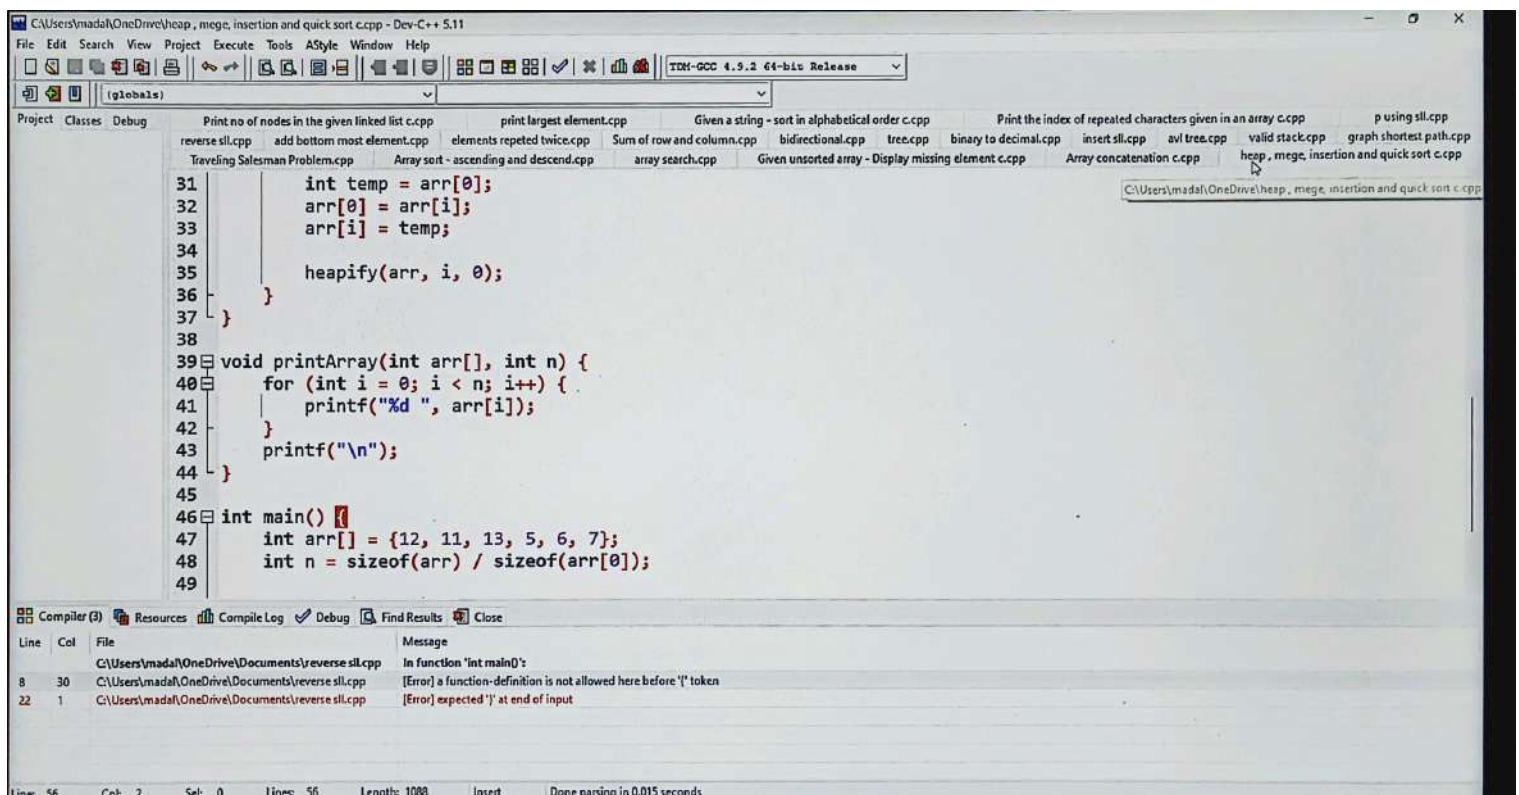 C:\Users\madal\OneDrive\heap , mege, insertion and quick sort c.cpp - Dev-C++ 5.11
File Edit Search View Project Execute Tools AStyle Window Help
TDM-GCC 4.9.2 64-bit Release
(globals)
Project Classes Debug
Print no of nodes in the given linked list c.cpp print largest element.cpp Given a string - sort in alphabetical order c.cpp Print the index of repeated characters given in an array c.cpp p using sll.cpp
reverse sll.cpp add bottom most element.cpp elements repeted twice.cpp Sum of row and column.cpp bidirectional.cpp tree.cpp binary to decimal.cpp insert sll.cpp avl tree.cpp valid stack.cpp graph shortest path.cpp
Traveling Salesman Problem.cpp Array sort - ascending and descend.cpp array search.cpp Given unsorted array - Display missing element c.cpp Array concatenation c.cpp heap , mege, insertion and quick sort c.cpp
C:\Users\madal\OneDrive\heap , mege, insertion and quick sort c.cpp
31 int temp = arr[0];
32 arr[0] = arr[i];
33 arr[i] = temp;
34
35 heapify(arr, i, 0);
36 }
37 }
38
39 void printArray(int arr[], int n) {
40 for (int i = 0; i < n; i++) {
41 printf("%d ", arr[i]);
42 }
43 printf("\n");
44 }
45
46 int main() {
47 int arr[] = {12, 11, 13, 5, 6, 7};
48 int n = sizeof(arr) / sizeof(arr[0]);
49
Compiler (3) Resources Compile Log Debug Find Results Close
Line Col File Message
C:\Users\madal\OneDrive\Documents\reverse sll.cpp In function 'int main()':
8 30 C:\Users\madal\OneDrive\Documents\reverse sll.cpp [Error] a function-definition is not allowed here before '{' token
22 1 C:\Users\madal\OneDrive\Documents\reverse sll.cpp [Error] expected '}' at end of input
Line: 56 Col: 2 Sel: 0 Lines: 56 Length: 1088 Insert Done parsing in 0.015 seconds